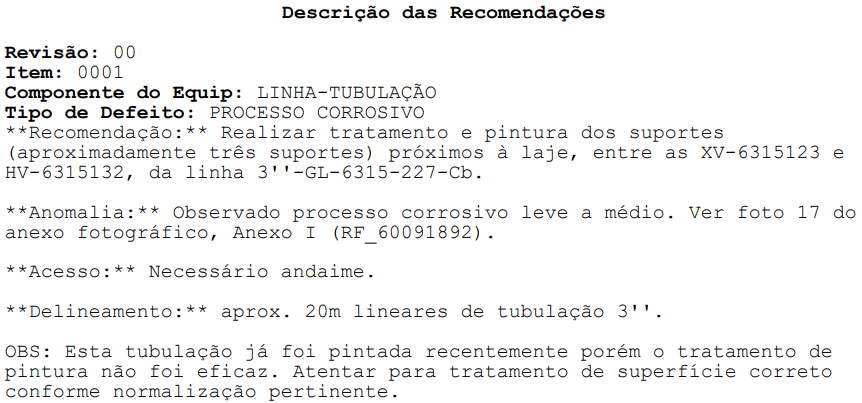 Descrição das Recomendações
Revisão: 00
Item: 0001
Componente do Equip: LINHA-TUBULAÇÃO
Tipo de Defeito: PROCESSO CORROSIVO
**Recomendação:** Realizar tratamento e pintura dos suportes
(aproximadamente três suportes) próximos à laje, entre as XV-6315123 e
HV-6315132, da linha 3''-GL-6315-227-Cb.
**Anomalia:** Observado processo corrosivo leve a médio. Ver foto 17 do
anexo fotográfico, Anexo I (RF_60091892).
**Acesso:** Necessário andaime.
**Delineamento:** aprox. 20m lineares de tubulação 3''.
OBS: Esta tubulação já foi pintada recentemente porém o tratamento de
pintura não foi eficaz. Atentar para tratamento de superfície correto
conforme normalização pertinente.